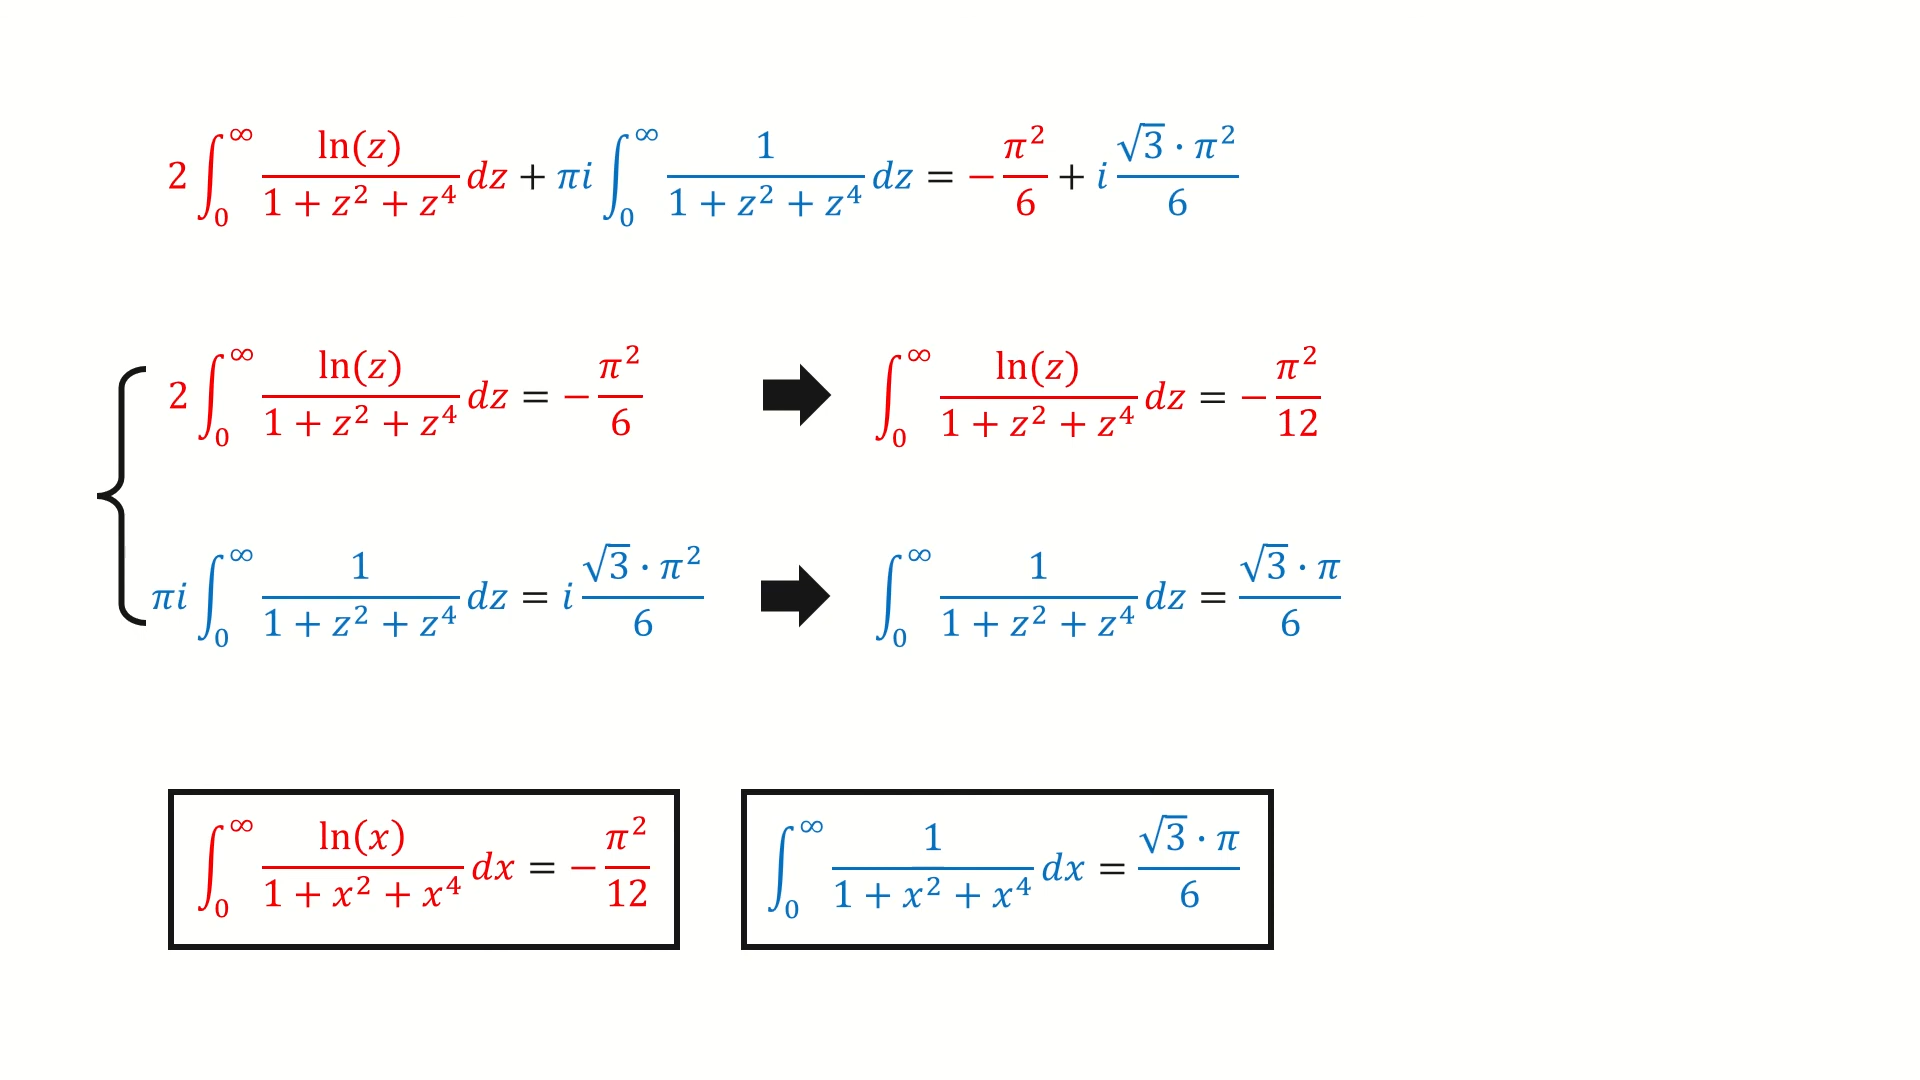 2 ∫₀^∞ ln(z)/(1 + z² + z⁴) dz + πi ∫₀^∞ 1/(1 + z² + z⁴) dz = − π²/6 + i (√3 · π²)/6
2 ∫₀^∞ ln(z)/(1 + z² + z⁴) dz = − π²/6 ➡ ∫₀^∞ ln(z)/(1 + z² + z⁴) dz = − π²/12
πi ∫₀^∞ 1/(1 + z² + z⁴) dz = i (√3 · π²)/6 ➡ ∫₀^∞ 1/(1 + z² + z⁴) dz = (√3 · π)/6
∫₀^∞ ln(x)/(1 + x² + x⁴) dx = − π²/12
∫₀^∞ 1/(1 + x² + x⁴) dx = (√3 · π)/6